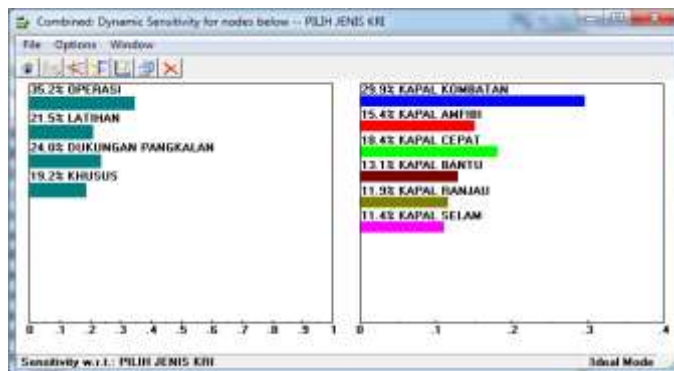 Combined: Dynamic Sensitivity for nodes below -- PILIH JENIS KRI
File Options Window
35.2% OPERASI
21.5% LATIHAN
24.0% DUKUNGAN PANGKALAN
19.2% KHUSUS
0 .1 .2 .3 .4 .5 .6 .7 .8 .9 1
29.9% KAPAL KOMBATAN
15.4% KAPAL AMFIBI
18.4% KAPAL CEPAT
13.1% KAPAL BANTU
11.9% KAPAL RANJAU
11.4% KAPAL SELAM
0 .1 .2 .3 .4
Sensitivity w.r.t.: PILIH JENIS KRI
Ideal Mode